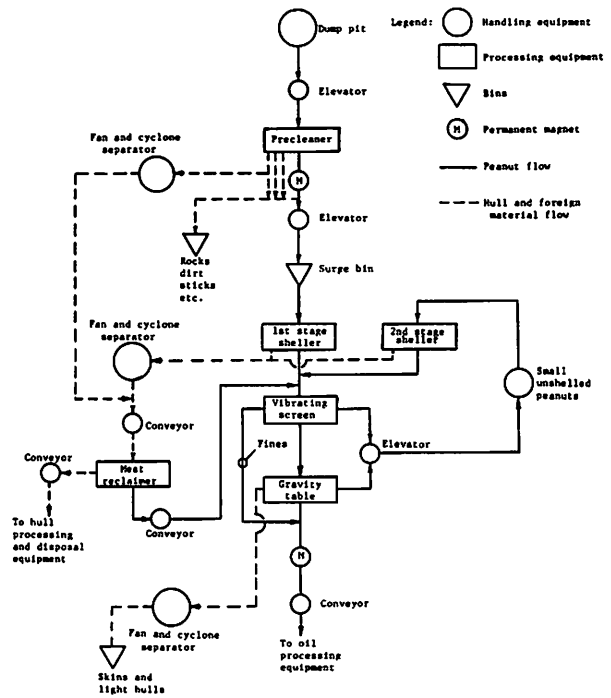 Dump pit
Legend:
Handling equipment
Processing equipment
Bins
M
Permanent magnet
Peanut flow
Hull and foreign
material flow
Elevator
Fan and cyclone
separator
Precleaner
M
Elevator
Rocks
dirt
sticks
etc.
Surge bin
Fan and cyclone
separator
1st stage
sheller
2nd stage
sheller
Small
unshelled
peanuts
Vibrating
screen
Conveyor
Fines
Elevator
Conveyor
Meat
reclaimer
Gravity
table
To hull
processing
and disposal
equipment
Conveyor
M
Conveyor
Fan and cyclone
separator
To oil
processing
equipment
Skins and
light hulls